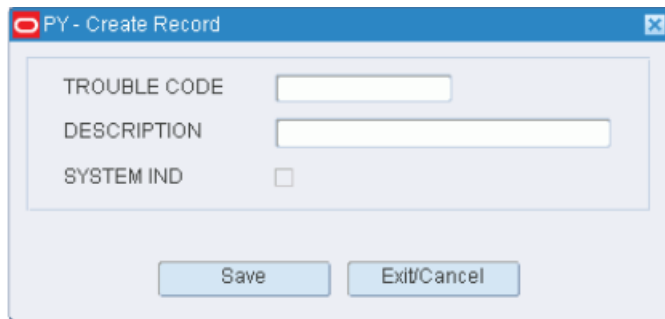 PY - Create Record
TROUBLE CODE
DESCRIPTION
SYSTEM IND
Save Exit/Cancel